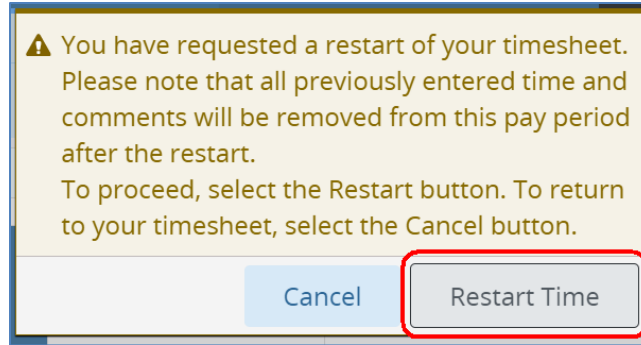 You have requested a restart of your timesheet.
Please note that all previously entered time and
comments will be removed from this pay period
after the restart.
To proceed, select the Restart button. To return
to your timesheet, select the Cancel button.
Cancel
Restart Time